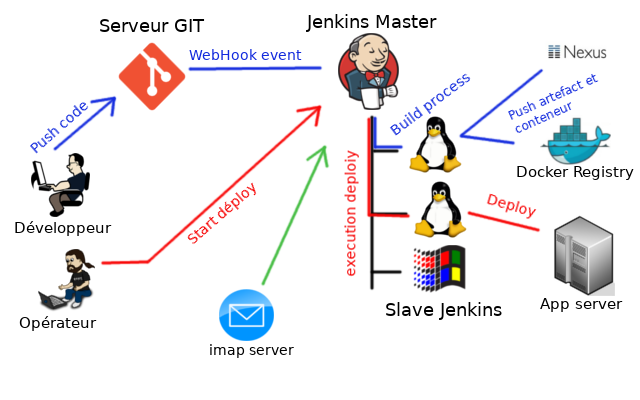 Serveur GIT
Jenkins Master
WebHook event
Nexus
Push code
Build process
Push artefact et
conteneur
Docker Registry
Développeur
Start déploy
execution deploiy
Deploy
Opérateur
imap server
Slave Jenkins
App server